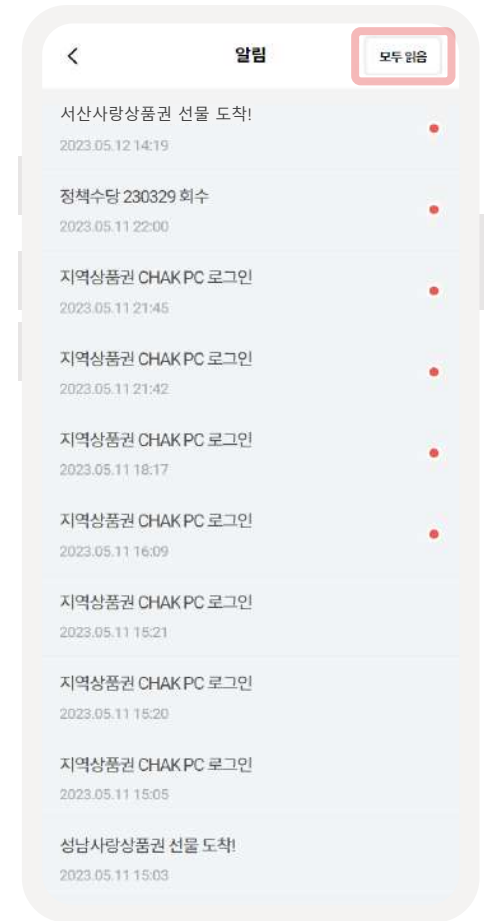 알림
모두 읽음
서산사랑상품권 선물 도착!
2023.05.12 14:19
정책수당 230329 회수
2023.05.11 22:00
지역상품권 CHAK PC 로그인
2023.05.11 21:45
지역상품권 CHAK PC 로그인
2023.05.11 21:42
지역상품권 CHAK PC 로그인
2023.05.11 18:17
지역상품권 CHAK PC 로그인
2023.05.11 16:09
지역상품권 CHAK PC 로그인
2023.05.11 15:21
지역상품권 CHAK PC 로그인
2023.05.11 15:20
지역상품권 CHAK PC 로그인
2023.05.11 15:05
성남사랑상품권 선물 도착!
2023.05.11 15:03